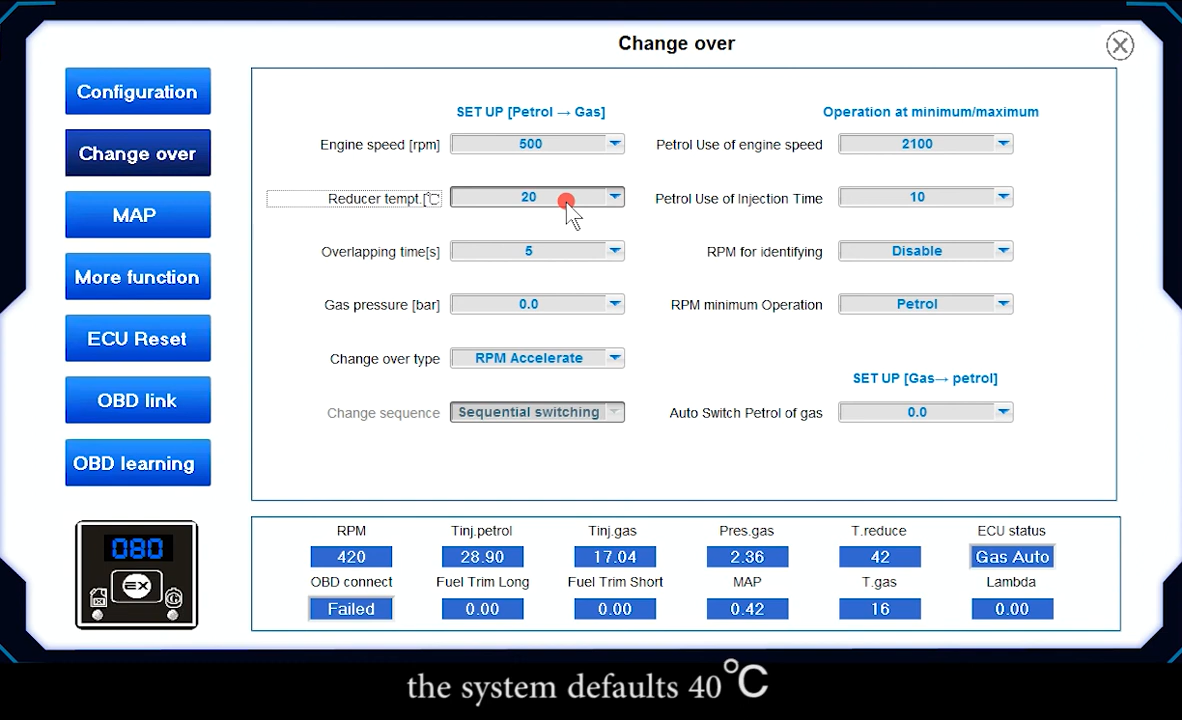 Change over
Configuration
Change over
MAP
More function
ECU Reset
OBD link
OBD learning
SET UP [Petrol → Gas]
Engine speed [rpm] 500
Reducer tempt.[℃ 20
Overlapping time[s] 5
Gas pressure [bar] 0.0
Change over type RPM Accelerate
Change sequence Sequential switching
Operation at minimum/maximum
Petrol Use of engine speed 2100
Petrol Use of Injection Time 10
RPM for identifying Disable
RPM minimum Operation Petrol
SET UP [Gas→ petrol]
Auto Switch Petrol of gas 0.0
080
EX
RPM Tinj.petrol Tinj.gas Pres.gas T.reduce ECU status
420 28.90 17.04 2.36 42 Gas Auto
OBD connect Fuel Trim Long Fuel Trim Short MAP T.gas Lambda
Failed 0.00 0.00 0.42 16 0.00
the system defaults 40℃